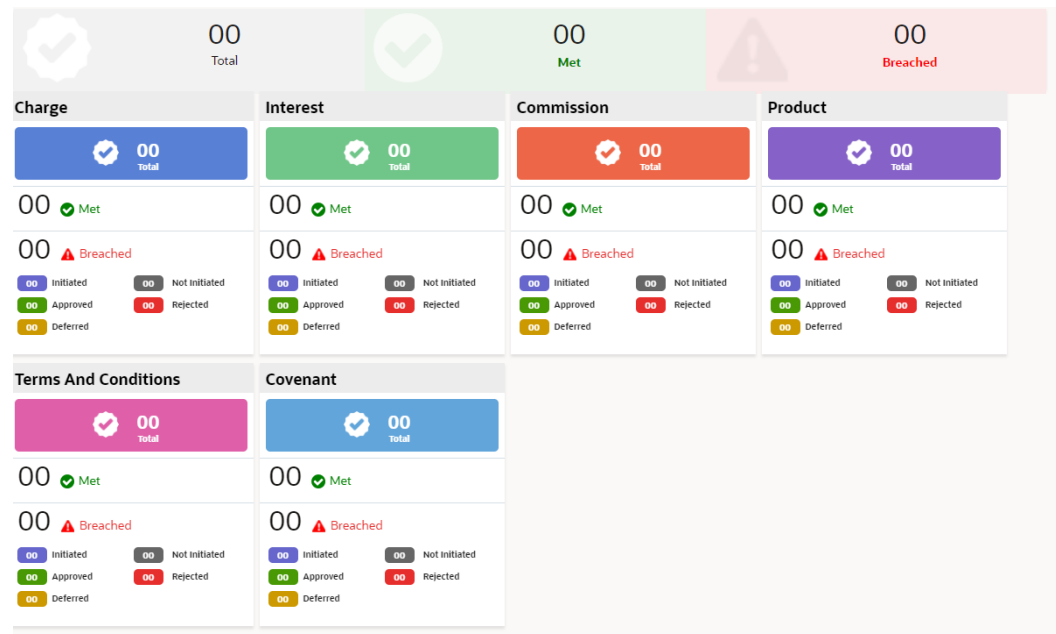 00 00 00
Total Met Breached
Charge Interest Commission Product
00 00 00 00
Total Total Total Total
00 Met 00 Met 00 Met 00 Met
00 Breached 00 Breached 00 Breached 00 Breached
00 Initiated 00 Not Initiated 00 Initiated 00 Not Initiated 00 Initiated 00 Not Initiated 00 Initiated 00 Not Initiated
00 Approved 00 Rejected 00 Approved 00 Rejected 00 Approved 00 Rejected 00 Approved 00 Rejected
00 Deferred 00 Deferred 00 Deferred 00 Deferred
Terms And Conditions Covenant
00 00
Total Total
00 Met 00 Met
00 Breached 00 Breached
00 Initiated 00 Not Initiated 00 Initiated 00 Not Initiated
00 Approved 00 Rejected 00 Approved 00 Rejected
00 Deferred 00 Deferred